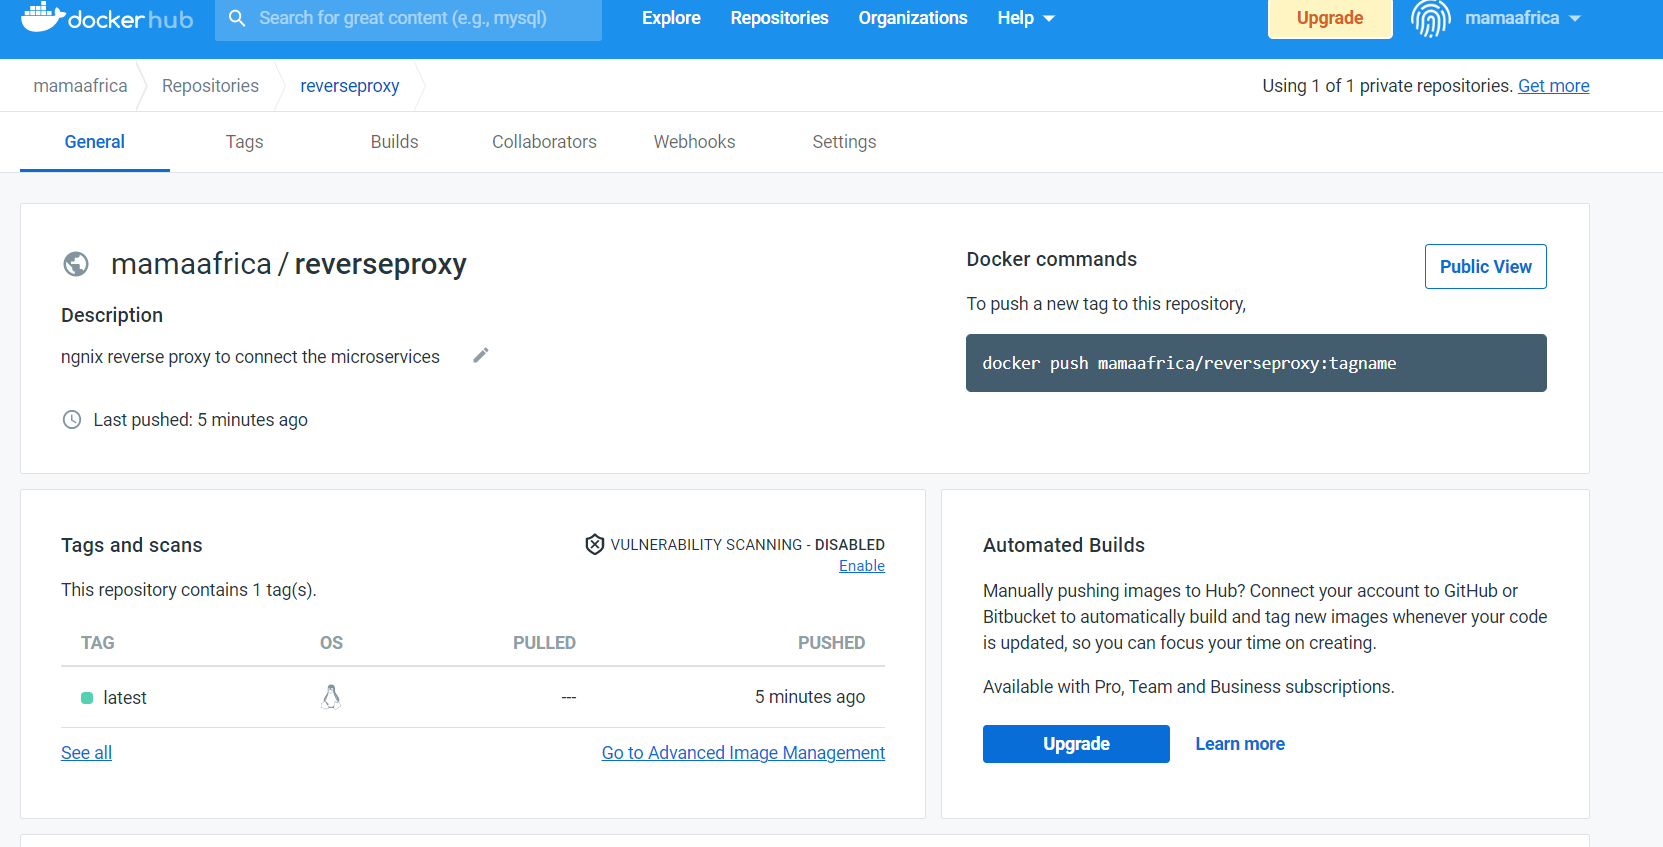 docker hub
Search for great content (e.g., mysql)
Explore
Repositories
Organizations
Help
Upgrade
mamaafrica
mamaafrica
Repositories
reverseproxy
Using 1 of 1 private repositories. Get more
General
Tags
Builds
Collaborators
Webhooks
Settings
mamaafrica / reverseproxy
Description
ngnix reverse proxy to connect the microservices
Last pushed: 5 minutes ago
Docker commands
Public View
To push a new tag to this repository,
docker push mamaafrica/reverseproxy:tagname
Tags and scans
VULNERABILITY SCANNING - DISABLED
Enable
This repository contains 1 tag(s).
TAG OS PULLED PUSHED
latest --- 5 minutes ago
See all
Go to Advanced Image Management
Automated Builds
Manually pushing images to Hub? Connect your account to GitHub or
Bitbucket to automatically build and tag new images whenever your code
is updated, so you can focus your time on creating.
Available with Pro, Team and Business subscriptions.
Upgrade
Learn more